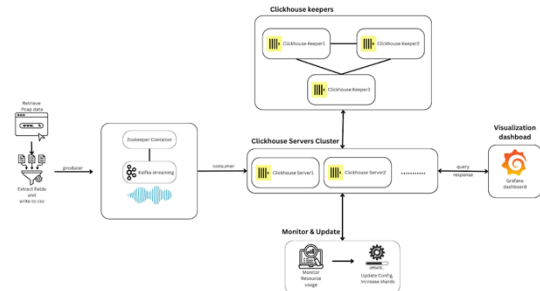 Clickhouse keepers
Clickhouse Keeper1
Clickhouse Keeper2
Clickhouse Keeper3
Retrieve
Pcap data
Extract fields
and
write to csv
producer
Zookeeper Container
Kafka streaming
consumer
Clickhouse Servers Cluster
Clickhouse Server1
Clickhouse Server2
...........
query
response
Visualization
dashboad
Grafana
dashboard
Monitor & Update
Monitor
Resource
usage
UPDATE...
Update Config,
Increase shards